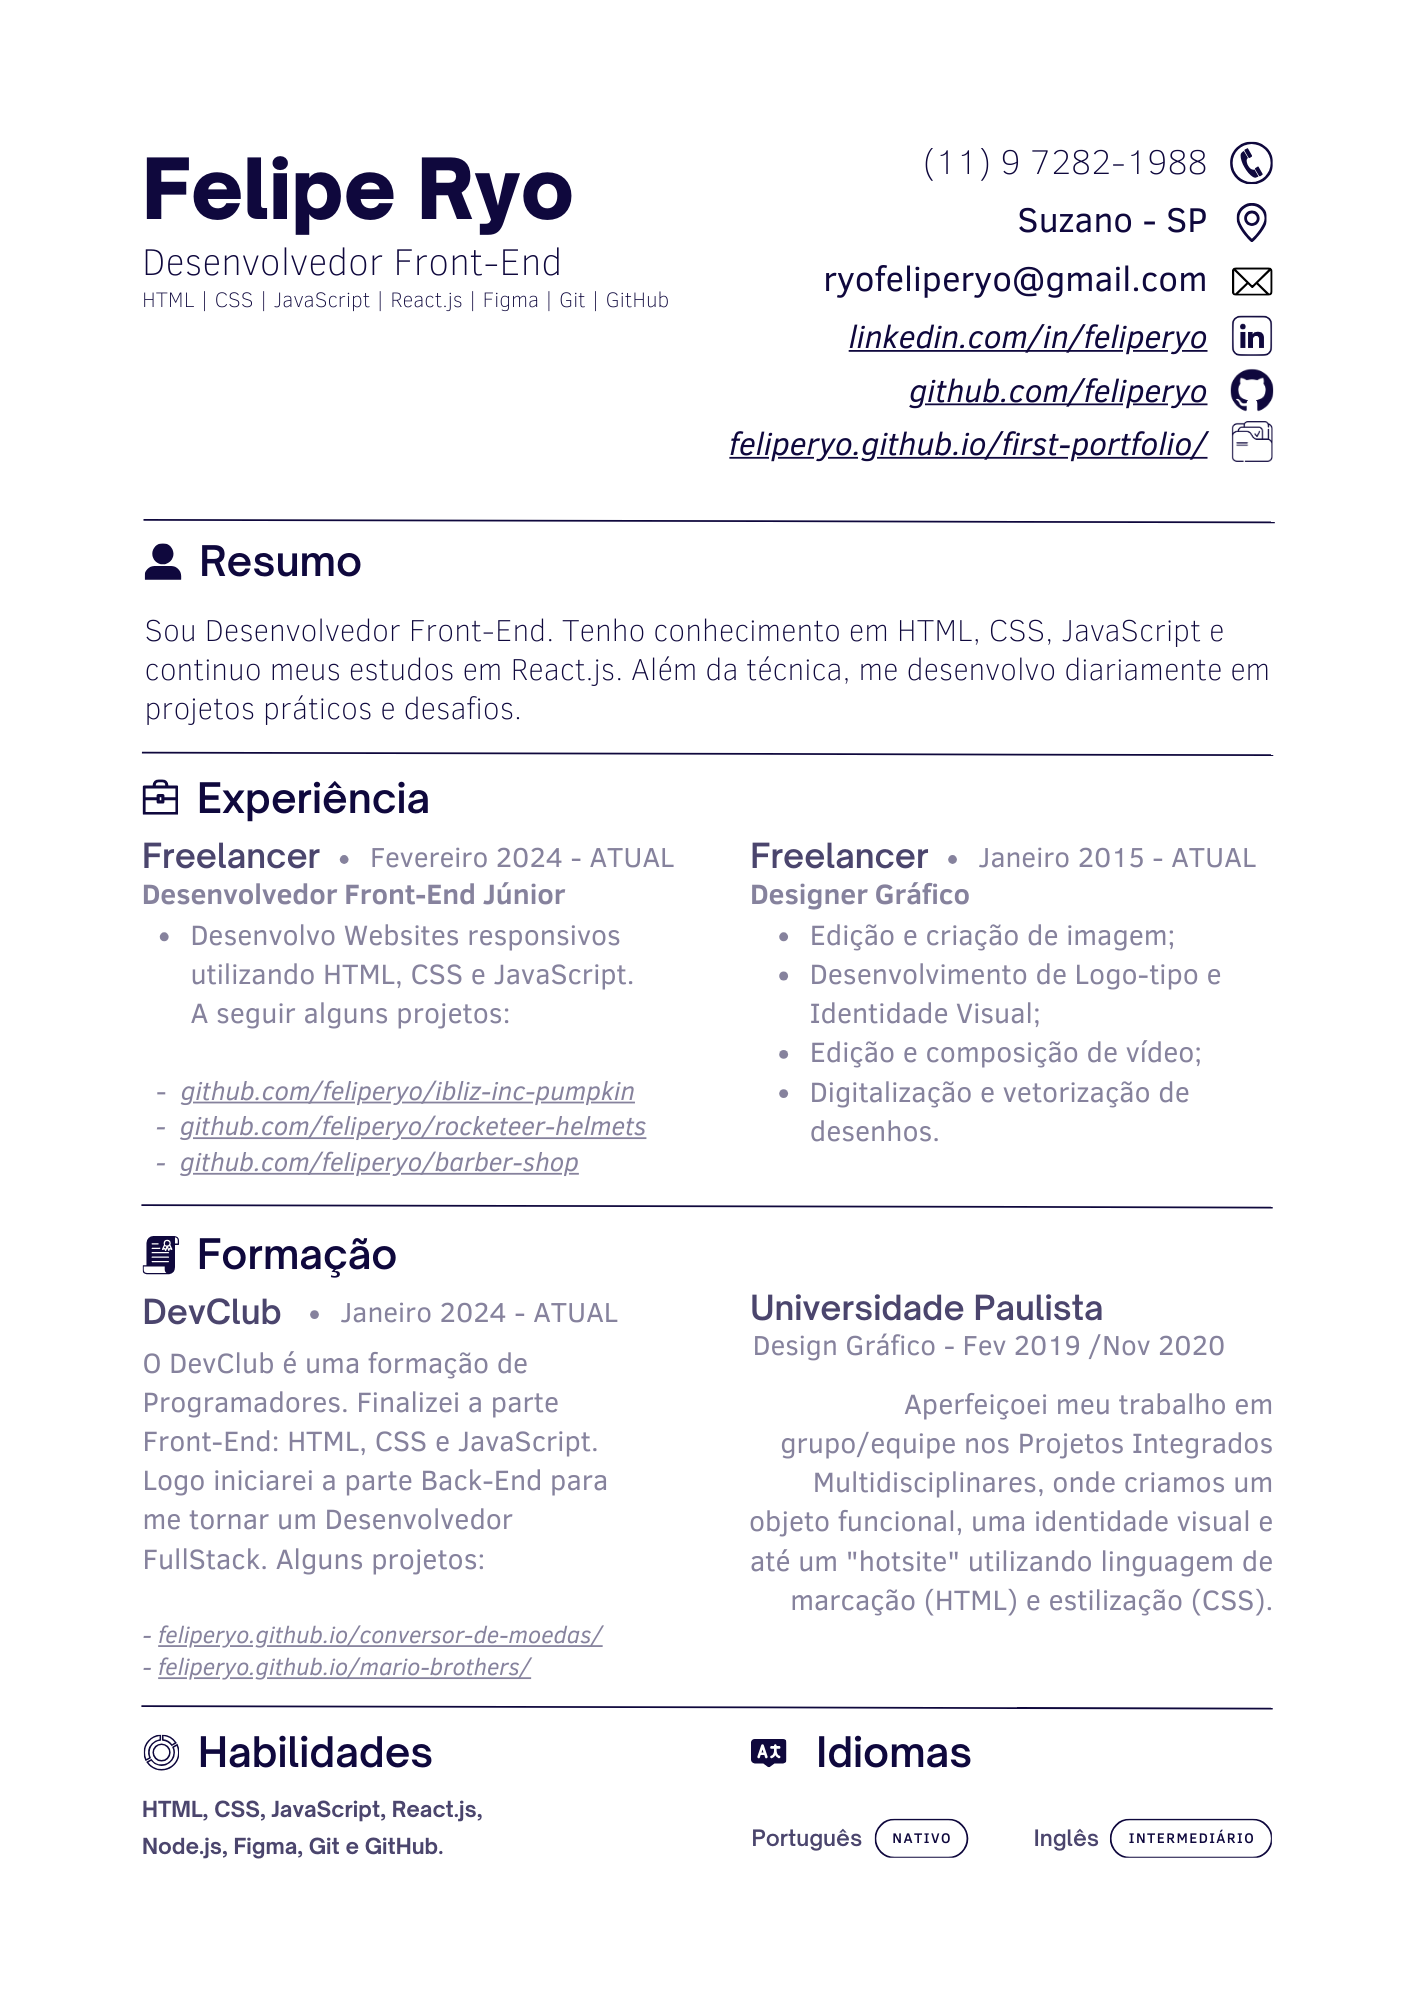 Felipe Ryo
Desenvolvedor Front-End
HTML | CSS | JavaScript | React.js | Figma | Git | GitHub
(11) 9 7282-1988
Suzano - SP
ryofeliperyo@gmail.com
linkedin.com/in/feliperyo
github.com/feliperyo
feliperyo.github.io/first-portfolio/
Resumo
Sou Desenvolvedor Front-End. Tenho conhecimento em HTML, CSS, JavaScript e
continuo meus estudos em React.js. Além da técnica, me desenvolvo diariamente em
projetos práticos e desafios.
Experiência
Freelancer • Fevereiro 2024 - ATUAL
Desenvolvedor Front-End Júnior
• Desenvolvo Websites responsivos
utilizando HTML, CSS e JavaScript.
A seguir alguns projetos:
- github.com/feliperyo/ibliz-inc-pumpkin
- github.com/feliperyo/rocketeer-helmets
- github.com/feliperyo/barber-shop
Freelancer • Janeiro 2015 - ATUAL
Designer Gráfico
• Edição e criação de imagem;
• Desenvolvimento de Logo-tipo e
Identidade Visual;
• Edição e composição de vídeo;
• Digitalização e vetorização de
desenhos.
Formação
DevClub • Janeiro 2024 - ATUAL
O DevClub é uma formação de
Programadores. Finalizei a parte
Front-End: HTML, CSS e JavaScript.
Logo iniciarei a parte Back-End para
me tornar um Desenvolvedor
FullStack. Alguns projetos:
- feliperyo.github.io/conversor-de-moedas/
- feliperyo.github.io/mario-brothers/
Universidade Paulista
Design Gráfico - Fev 2019 /Nov 2020
Aperfeiçoei meu trabalho em
grupo/equipe nos Projetos Integrados
Multidisciplinares, onde criamos um
objeto funcional, uma identidade visual e
até um "hotsite" utilizando linguagem de
marcação (HTML) e estilização (CSS).
Habilidades
HTML, CSS, JavaScript, React.js,
Node.js, Figma, Git e GitHub.
Idiomas
Português NATIVO
Inglês INTERMEDIÁRIO